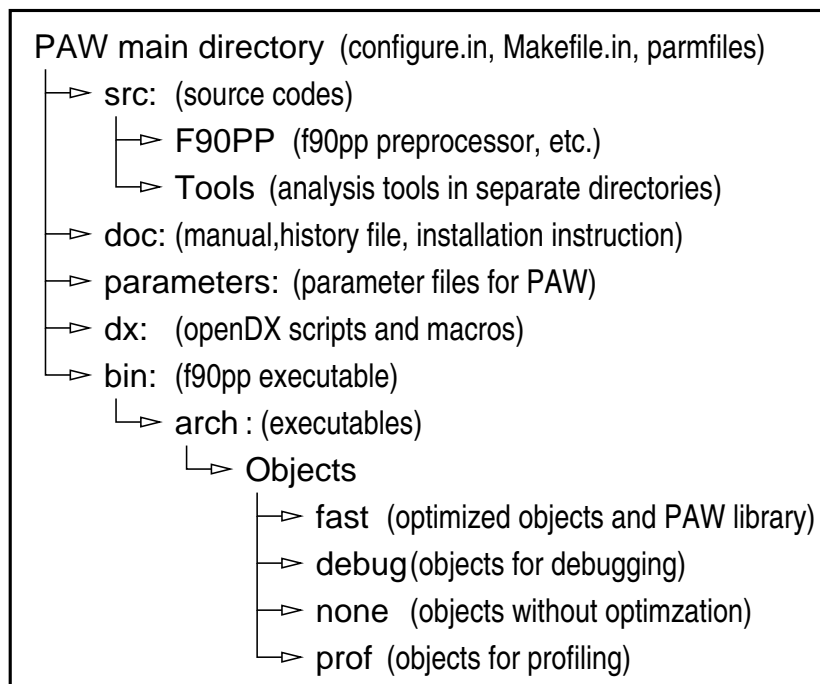 PAW main directory (configure.in, Makefile.in, parmfiles)
src: (source codes)
F90PP (f90pp preprocessor, etc.)
Tools (analysis tools in separate directories)
doc: (manual,history file, installation instruction)
parameters: (parameter files for PAW)
dx: (openDX scripts and macros)
bin: (f90pp executable)
arch : (executables)
Objects
fast (optimized objects and PAW library)
debug(objects for debugging)
none (objects without optimzation)
prof (objects for profiling)